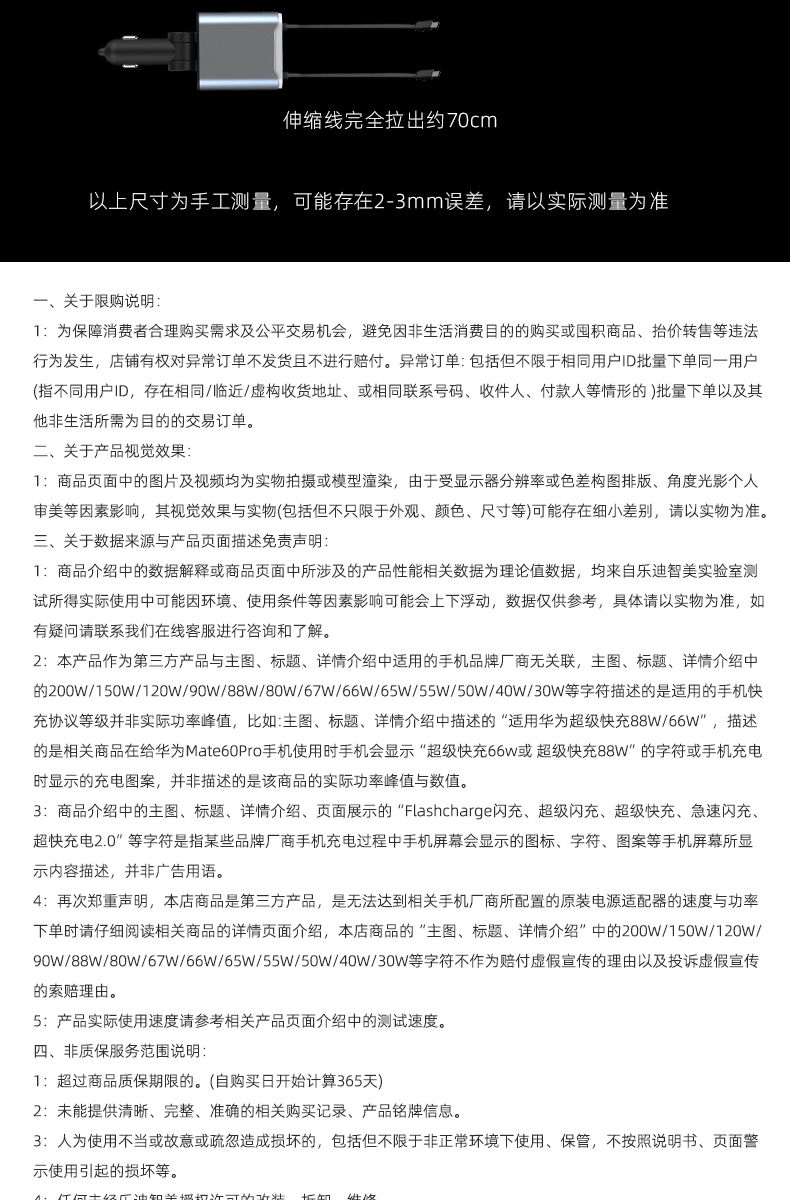 伸缩线完全拉出约70cm
以上尺寸为手工测量，可能存在2-3mm误差，请以实际测量为准
一、关于限购说明：
1：为保障消费者合理购买需求及公平交易机会，避免因非生活消费目的的购买或囤积商品、抬价转售等违法
行为发生，店铺有权对异常订单不发货且不进行赔付。异常订单: 包括但不限于相同用户ID批量下单同一用户
(指不同用户ID，存在相同/临近/虚构收货地址、或相同联系号码、收件人、付款人等情形的 )批量下单以及其
他非生活所需为目的的交易订单。
二、关于产品视觉效果：
1：商品页面中的图片及视频均为实物拍摄或模型潼染，由于受显示器分辨率或色差构图排版、角度光影个人
审美等因素影响，其视觉效果与实物(包括但不只限于外观、颜色、尺寸等)可能存在细小差别，请以实物为准。
三、关于数据来源与产品页面描述免责声明：
1：商品介绍中的数据解释或商品页面中所涉及的产品性能相关数据为理论值数据，均来自乐迪智美实验室测
试所得实际使用中可能因环境、使用条件等因素影响可能会上下浮动，数据仅供参考，具体请以实物为准，如
有疑问请联系我们在线客服进行咨询和了解。
2：本产品作为第三方产品与主图、标题、详情介绍中适用的手机品牌厂商无关联，主图、标题、详情介绍中
的200W/150W/120W/90W/88W/80W/67W/66W/65W/55W/50W/40W/30W等字符描述的是适用的手机快
充协议等级并非实际功率峰值，比如:主图、标题、详情介绍中描述的“适用华为超级快充88W/66W”，描述
的是相关商品在给华为Mate60Pro手机使用时手机会显示“超级快充66w或 超级快充88W”的字符或手机充电
时显示的充电图案，并非描述的是该商品的实际功率峰值与数值。
3：商品介绍中的主图、标题、详情介绍、页面展示的“Flashcharge闪充、超级闪充、超级快充、急速闪充、
超快充电2.0”等字符是指某些品牌厂商手机充电过程中手机屏幕会显示的图标、字符、图案等手机屏幕所显
示内容描述，并非广告用语。
4：再次郑重声明，本店商品是第三方产品，是无法达到相关手机厂商所配置的原装电源适配器的速度与功率
下单时请仔细阅读相关商品的详情页面介绍，本店商品的“主图、标题、详情介绍”中的200W/150W/120W/
90W/88W/80W/67W/66W/65W/55W/50W/40W/30W等字符不作为赔付虚假宣传的理由以及投诉虚假宣传
的索赔理由。
5：产品实际使用速度请参考相关产品页面介绍中的测试速度。
四、非质保服务范围说明：
1：超过商品质保期限的。(自购买日开始计算365天)
2：未能提供清晰、完整、准确的相关购买记录、产品铭牌信息。
3：人为使用不当或故意或疏忽造成损坏的，包括但不限于非正常环境下使用、保管，不按照说明书、页面警
示使用引起的损坏等。
4：任何未经乐迪智美授权许可的改装、拆卸、维修